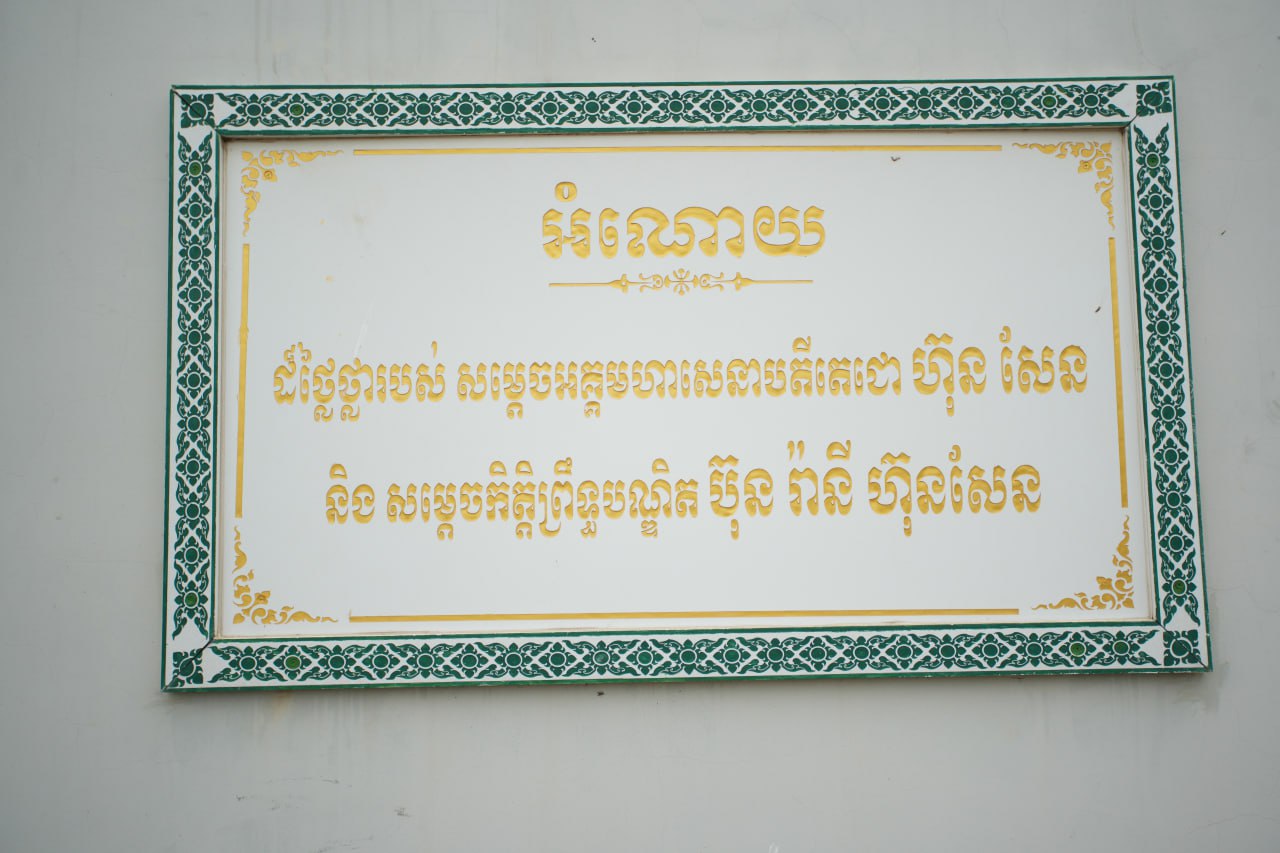 អំណោយ
ដ៏ថ្លៃថ្លារបស់ សម្តេចអគ្គមហាសេនាបតីតេជោ ហ៊ុន សែន
និង សម្តេចកិត្តិព្រឹទ្ធបណ្ឌិត ប៊ុន រ៉ានី ហ៊ុនសែន